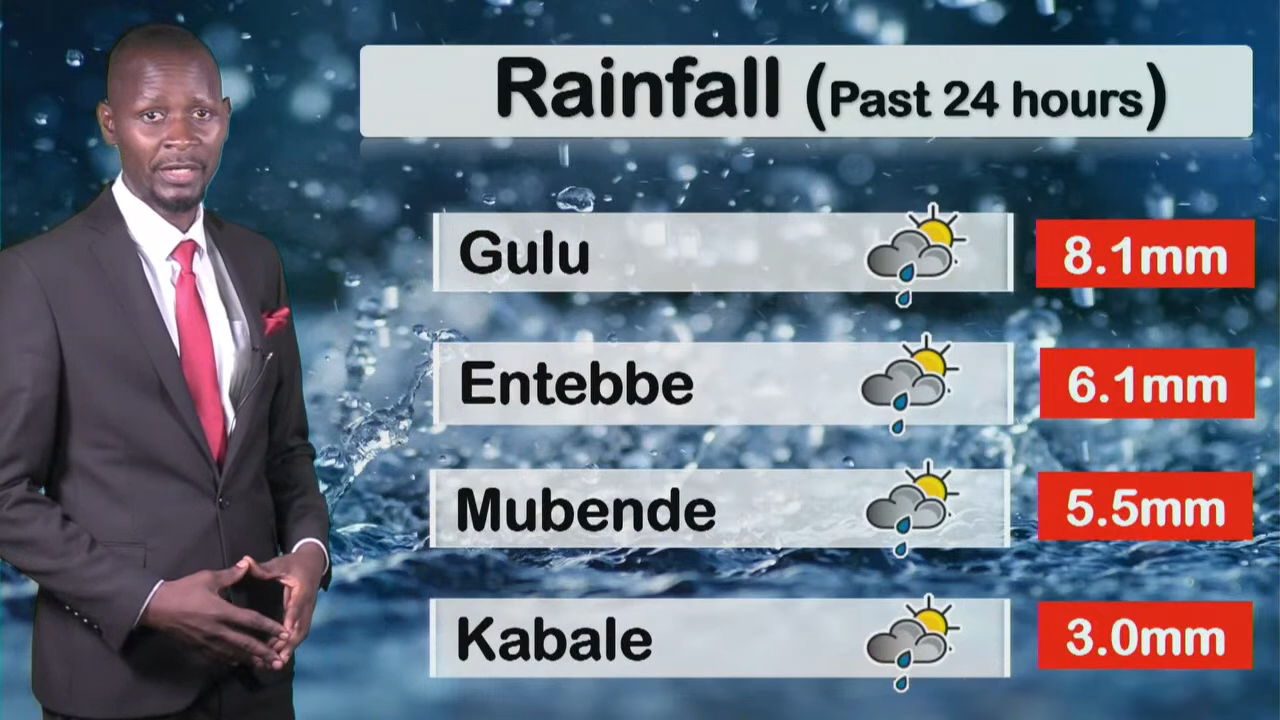 Rainfall (Past 24 hours)
Gulu 8.1mm
Entebbe 6.1mm
Mubende 5.5mm
Kabale 3.0mm